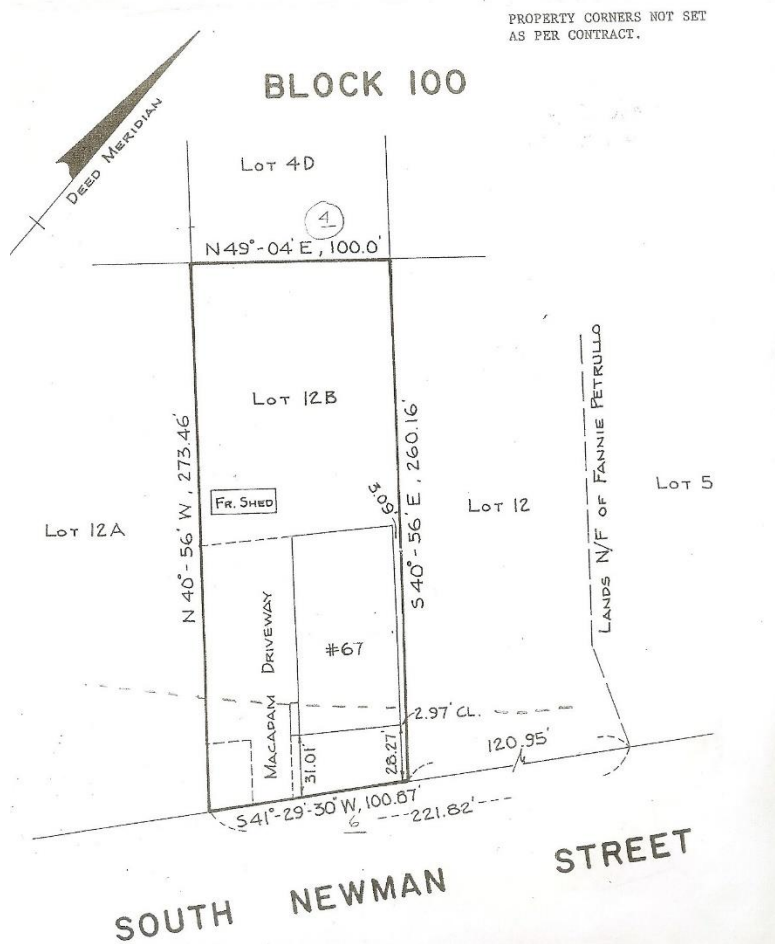 PROPERTY CORNERS NOT SET
AS PER CONTRACT.
BLOCK 100
DEED MERIDIAN
LOT 4D
4
N49°-04' E, 100.0'
LOT 12B
N 40°-56' W, 273.46'
S 40°-56' E, 260.16'
LANDS N/F OF FANNIE PETRULLO
LOT 5
FR. SHED
3.09'
LOT 12
LOT 12A
MACADAM DRIVEWAY
#67
2.97' CL.
31.01'
28.27'
120.95'
S41°-29'-30" W, 100.87'
6
221.82'
SOUTH NEWMAN STREET